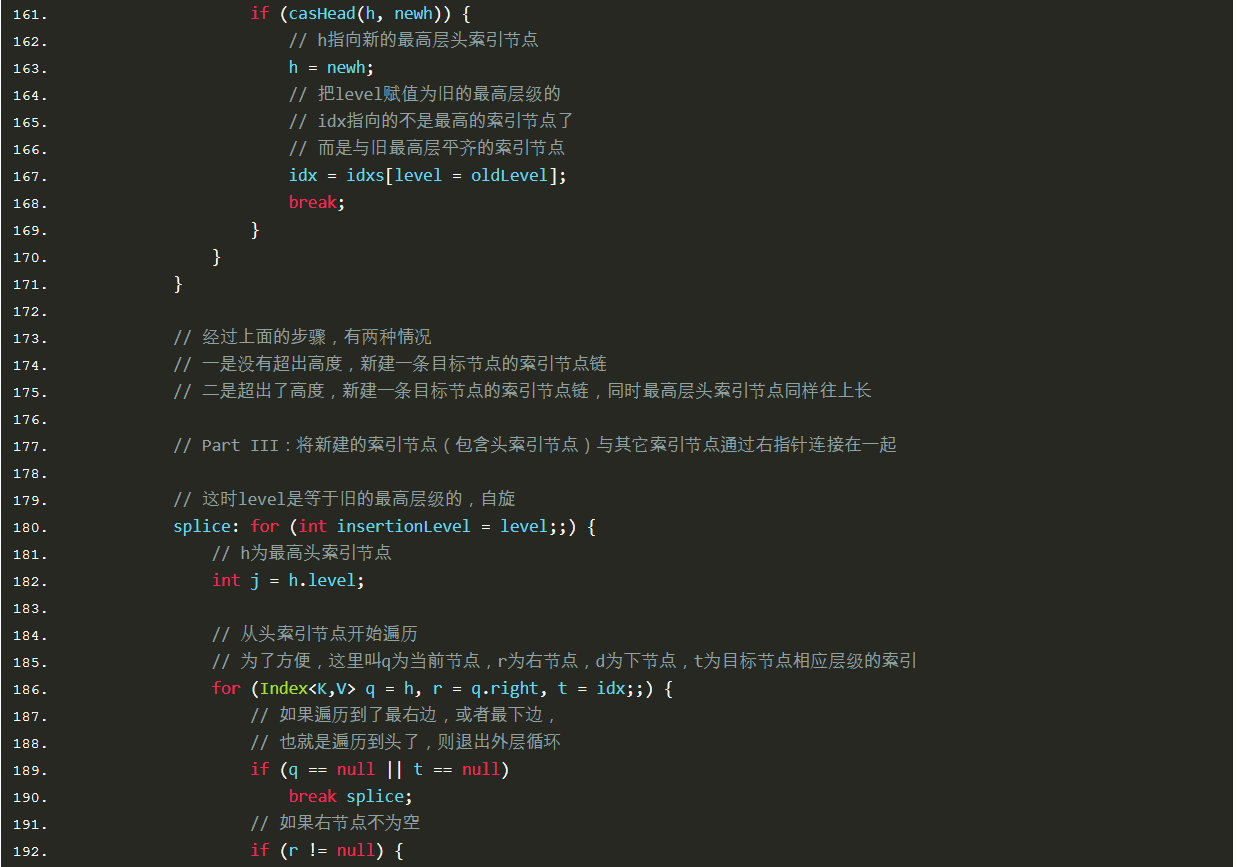 161.                     if (casHead(h, newh)) {
162.                         // h指向新的最高层头索引节点
163.                         h = newh;
164.                         // 把level赋值为旧的最高层级的
165.                         // idx指向的不是最高的索引节点了
166.                         // 而是与旧最高层平齐的索引节点
167.                         idx = idxs[level = oldLevel];
168.                         break;
169.                     }
170.                 }
171.             }
172.
173.             // 经过上面的步骤，有两种情况
174.             // 一是没有超出高度，新建一条目标节点的索引节点链
175.             // 二是超出了高度，新建一条目标节点的索引节点链，同时最高层头索引节点同样往上长
176.
177.             // Part III：将新建的索引节点（包含头索引节点）与其它索引节点通过右指针连接在一起
178.
179.             // 这时level是等于旧的最高层级的，自旋
180.             splice: for (int insertionLevel = level;;) {
181.                 // h为最高头索引节点
182.                 int j = h.level;
183.
184.                 // 从头索引节点开始遍历
185.                 // 为了方便，这里叫q为当前节点，r为右节点，d为下节点，t为目标节点相应层级的索引
186.                 for (Index<K,V> q = h, r = q.right, t = idx;;) {
187.                     // 如果遍历到了最右边，或者最下边，
188.                     // 也就是遍历到头了，则退出外层循环
189.                     if (q == null || t == null)
190.                         break splice;
191.                     // 如果右节点不为空
192.                     if (r != null) {